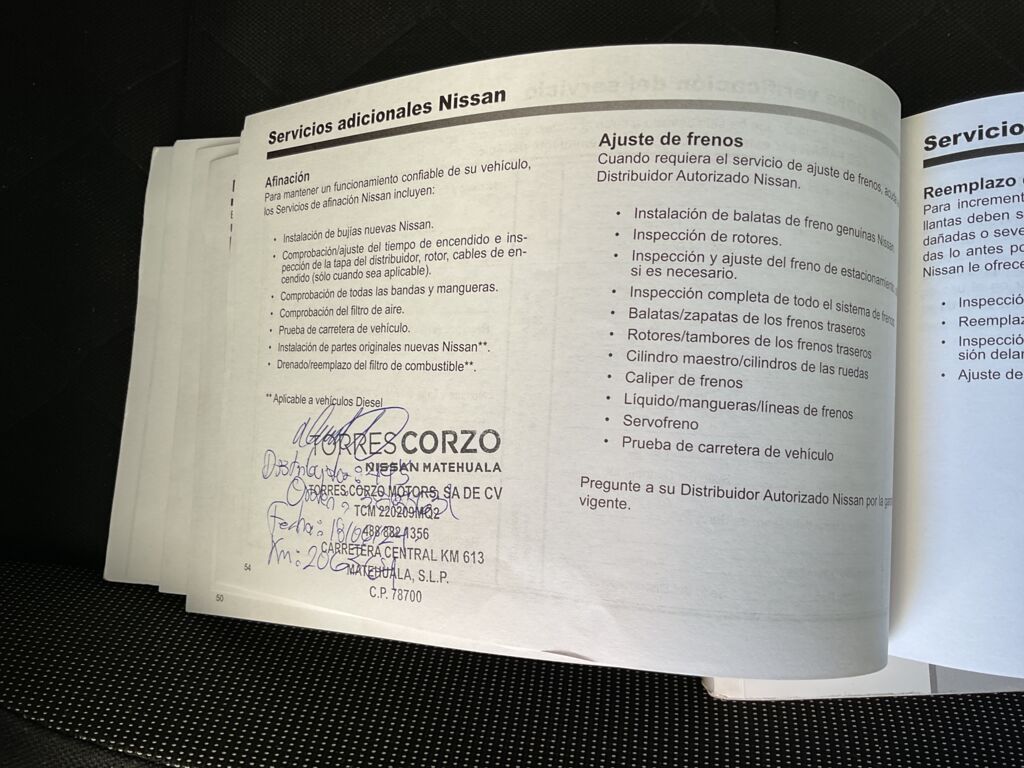 Servicios adicionales Nissan
Afinación
Para mantener un funcionamiento confiable de su vehículo,
los Servicios de afinación Nissan incluyen:
• Instalación de bujías nuevas Nissan.
• Comprobación/ajuste del tiempo de encendido e ins-
pección de la tapa del distribuidor, rotor, cables de en-
cendido (sólo cuando sea aplicable).
• Comprobación de todas las bandas y mangueras.
• Comprobación del filtro de aire.
• Prueba de carretera de vehículo.
• Instalación de partes originales nuevas Nissan**.
• Drenado/reemplazo del filtro de combustible**.
** Aplicable a vehículos Diesel
TORRES CORZO
NISSAN MATEHUALA
TORRES CORZO MOTORS, SA DE CV
TCM 220209MQ2
488 882 1356
CARRETERA CENTRAL KM 613
MATEHUALA, S.L.P.
C.P. 78700
Orden:
Fecha:
Km:
54
50
Ajuste de frenos
Cuando requiera el servicio de ajuste de frenos,
Distribuidor Autorizado Nissan.
• Instalación de balatas de freno genuinas Nissan
• Inspección de rotores.
• Inspección y ajuste del freno de estacionamiento,
si es necesario.
• Inspección completa de todo el sistema de frenos
• Balatas/zapatas de los frenos traseros
• Rotores/tambores de los frenos traseros
• Cilindro maestro/cilindros de las ruedas
• Caliper de frenos
• Líquido/mangueras/líneas de frenos
• Servofreno
• Prueba de carretera de vehículo
Pregunte a su Distribuidor Autorizado Nissan por la
vigente.
Servicio
Reemplazo
Para increment
llantas deben s
dañadas o seve
das lo antes po
Nissan le ofrece
• Inspecció
• Reemplaz
• Inspecció
sión delan
• Ajuste de